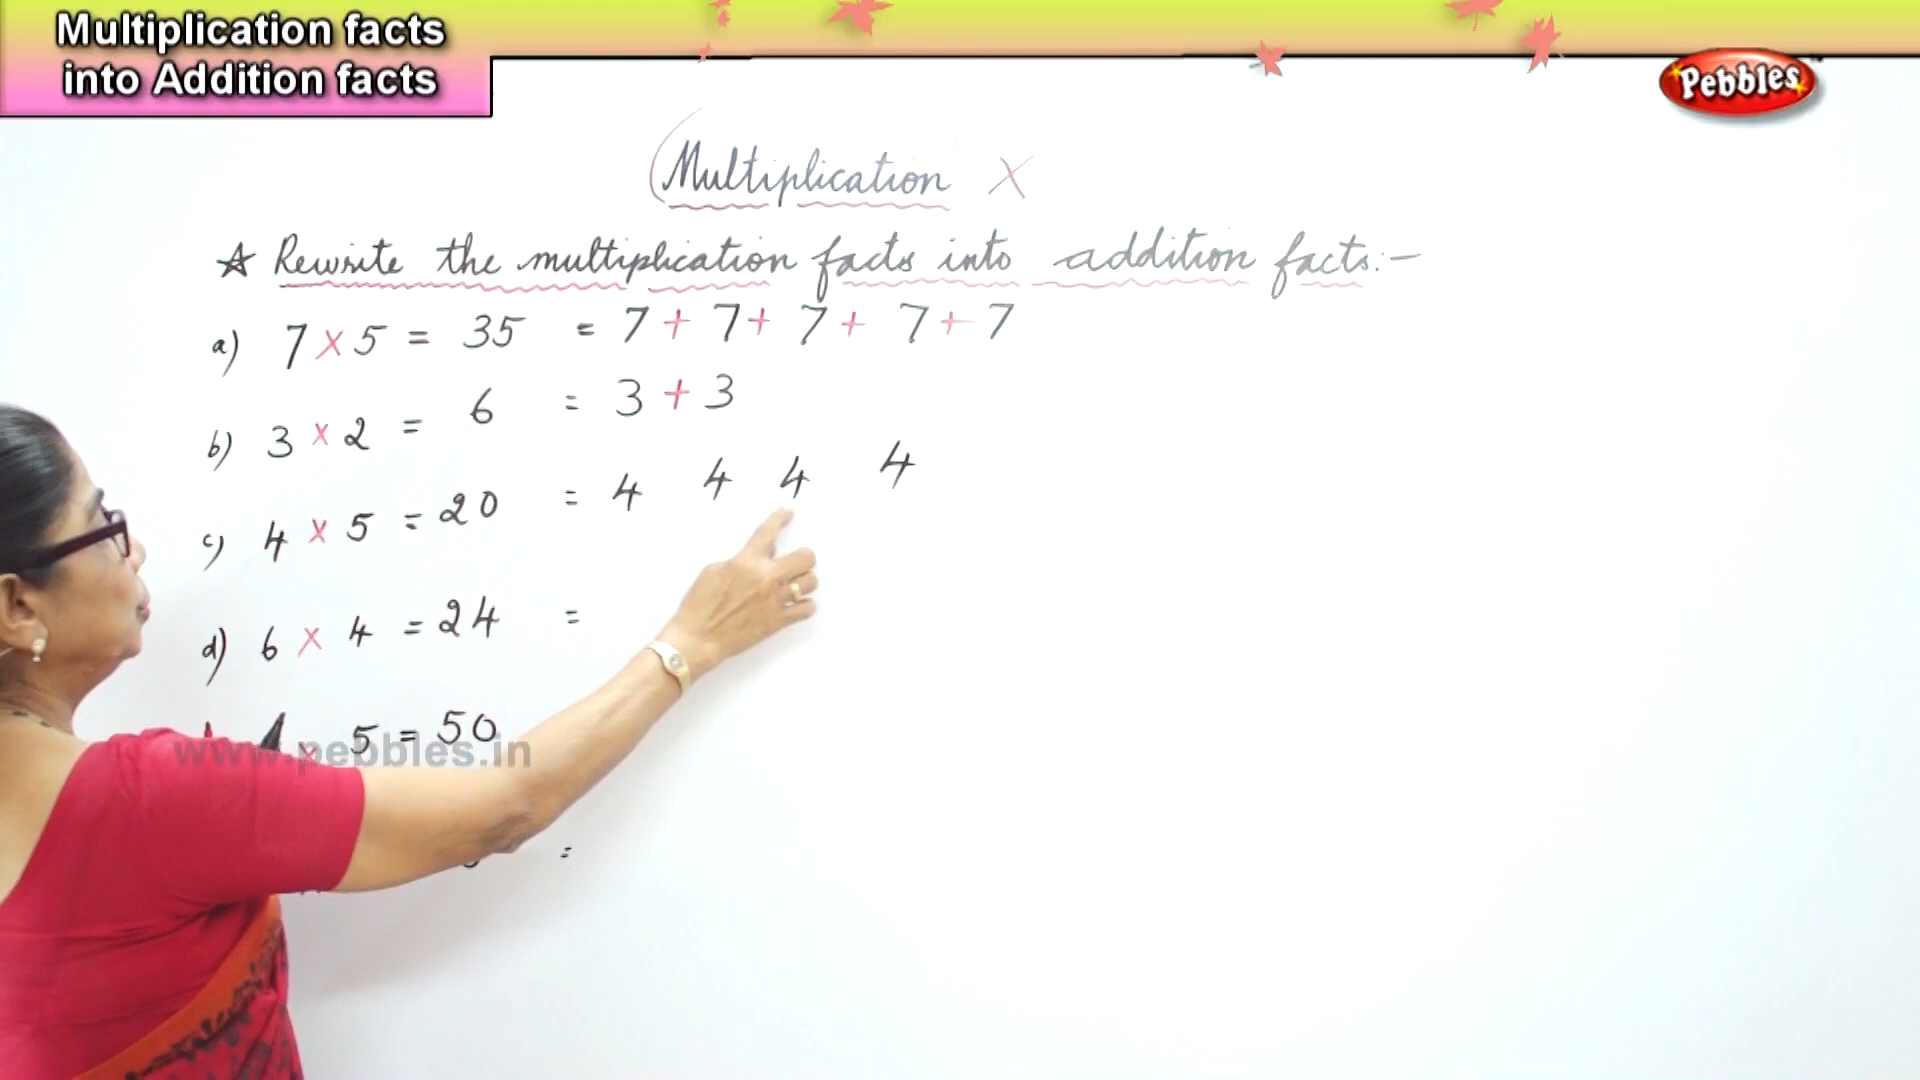 Multiplication facts
into Addition facts
Pebbles
Multiplication X
☆ Rewrite the multiplication facts into addition facts:-
a) 7 x 5 = 35 = 7 + 7 + 7 + 7 + 7
b) 3 x 2 = 6 = 3 + 3
c) 4 x 5 = 20 = 4 4 4 4
d) 6 x 4 = 24 =
x 5 = 50
www.pebbles.in
=